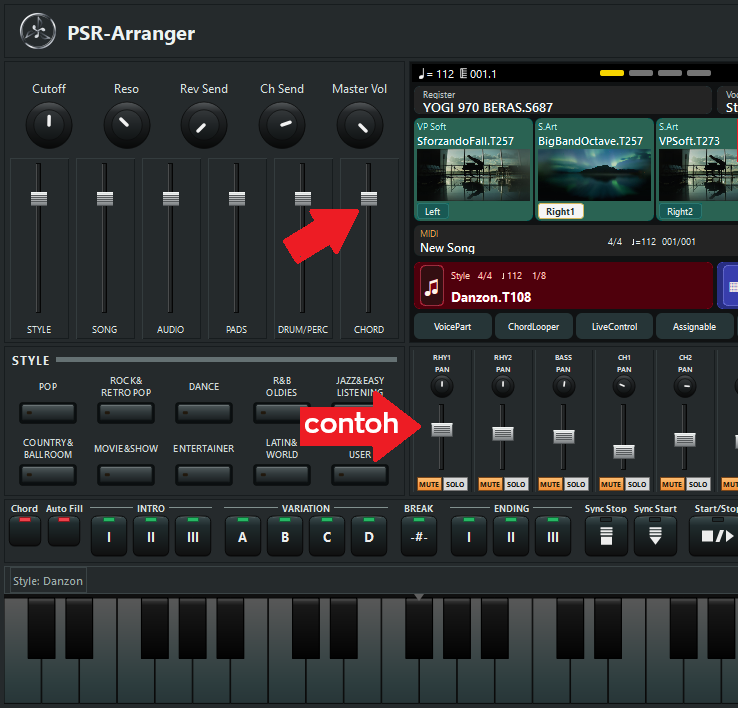 PSR-Arranger
Cutoff Reso Rev Send Ch Send Master Vol
STYLE SONG AUDIO PADS DRUM/PERC CHORD
= 112 001.1
Register
YOGI 970 BERAS.S687
VP Soft
SforzandoFall.T257
Left
S.Art
BigBandOctave.T257
Right1
S.Art
VPSoft.T273
Right2
MIDI
New Song
4/4 =112 001/001
Style 4/4 112 1/8
Danzon.T108
VoicePart ChordLooper LiveControl Assignable
STYLE
POP
ROCK&
RETRO POP
DANCE
R&B
OLDIES
JAZZ&EASY
LISTENING
COUNTRY&
BALLROOM
MOVIE&SHOW
ENTERTAINER
LATIN&
WORLD
USER
contoh
RHY1 RHY2 BASS CH1 CH2
PAN PAN PAN PAN PAN
MUTE SOLO MUTE SOLO MUTE SOLO MUTE SOLO MUTE SOLO
Chord Auto Fill INTRO VARIATION BREAK ENDING Sync Stop Sync Start Start/Stop
I II III A B C D -#- I II III
Style: Danzon